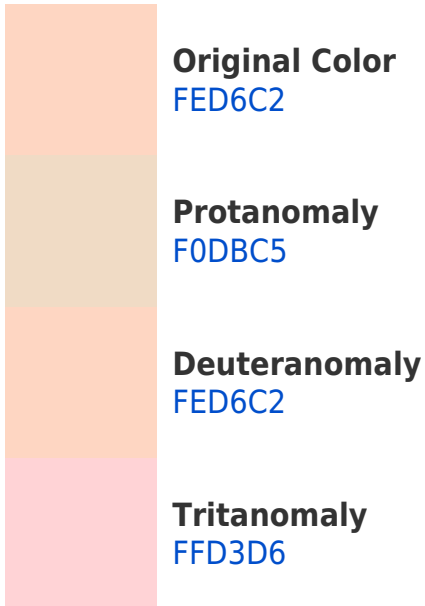 Original Color
FED6C2
Protanomaly
F0DBC5
Deuteranomaly
FED6C2
Tritanomaly
FFD3D6